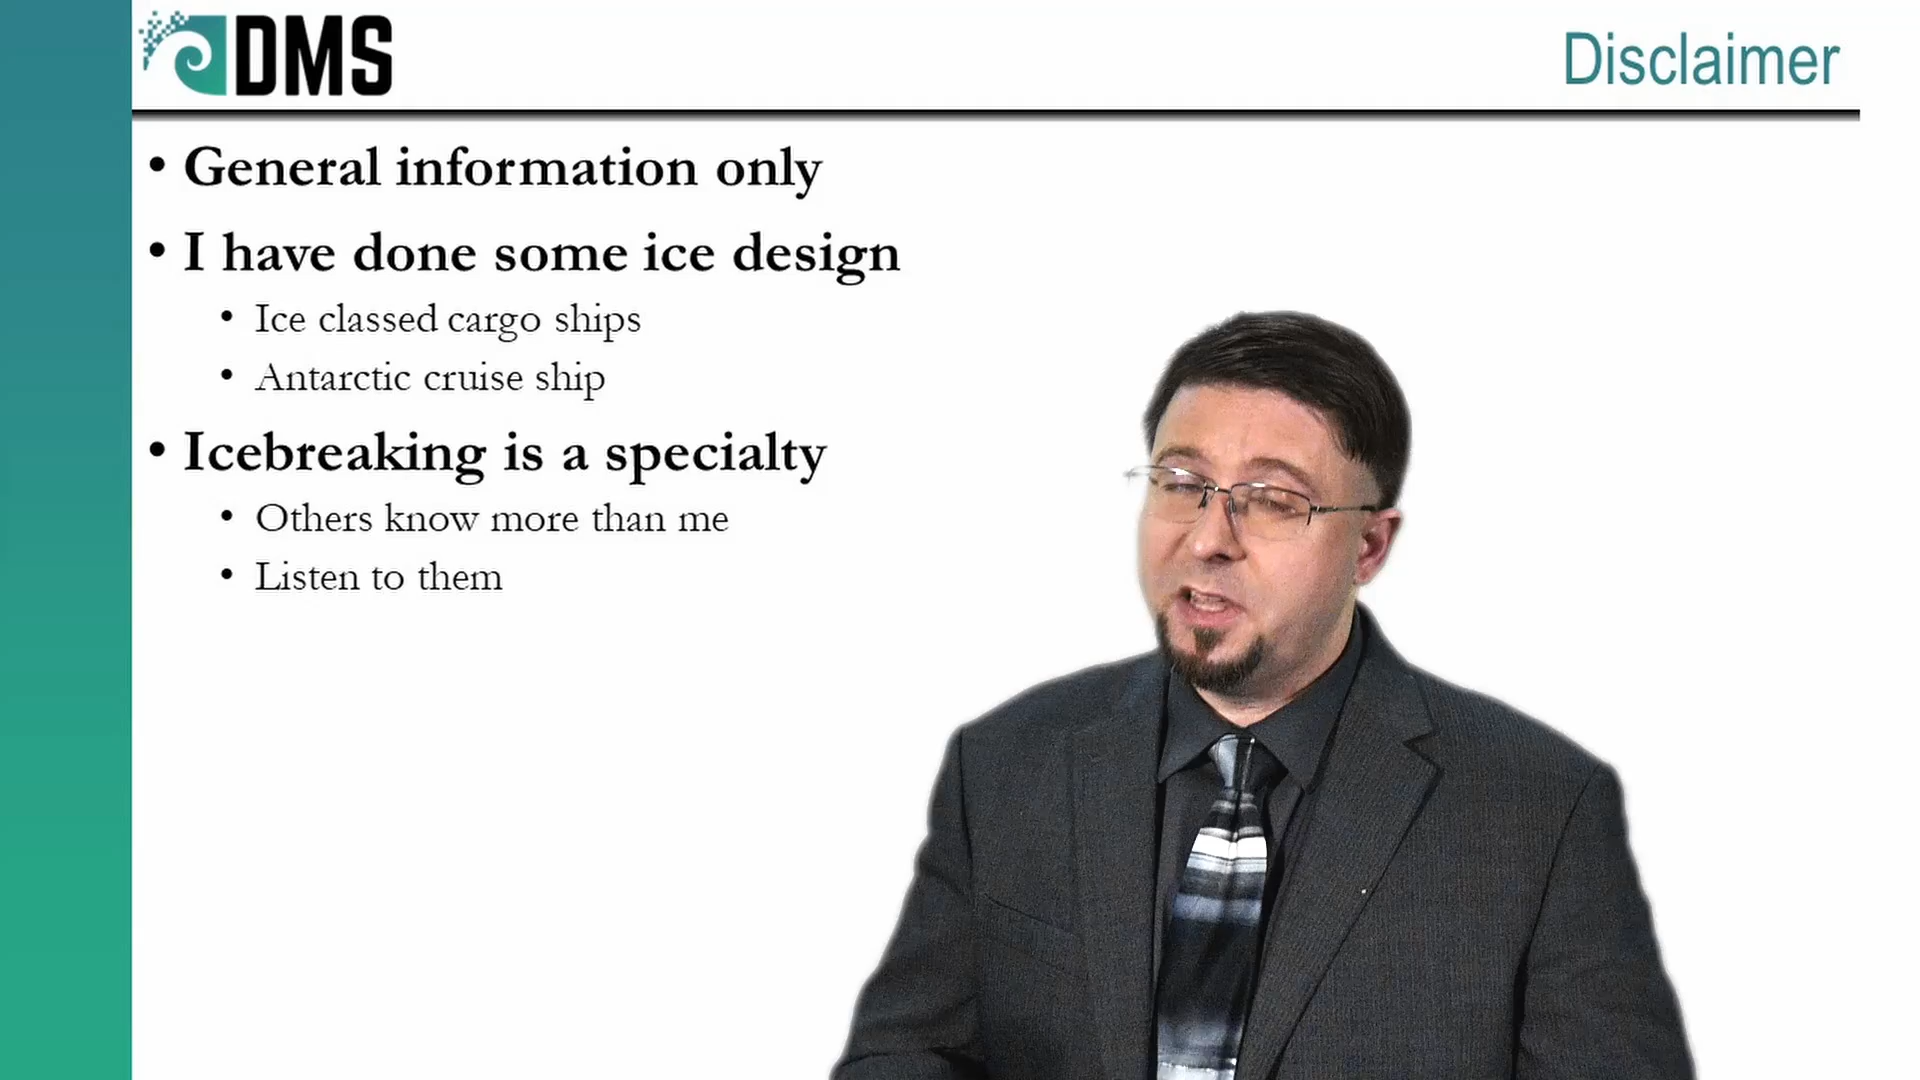 DMS
Disclaimer
• General information only
• I have done some ice design
• Ice classed cargo ships
• Antarctic cruise ship
• Icebreaking is a specialty
• Others know more than me
• Listen to them